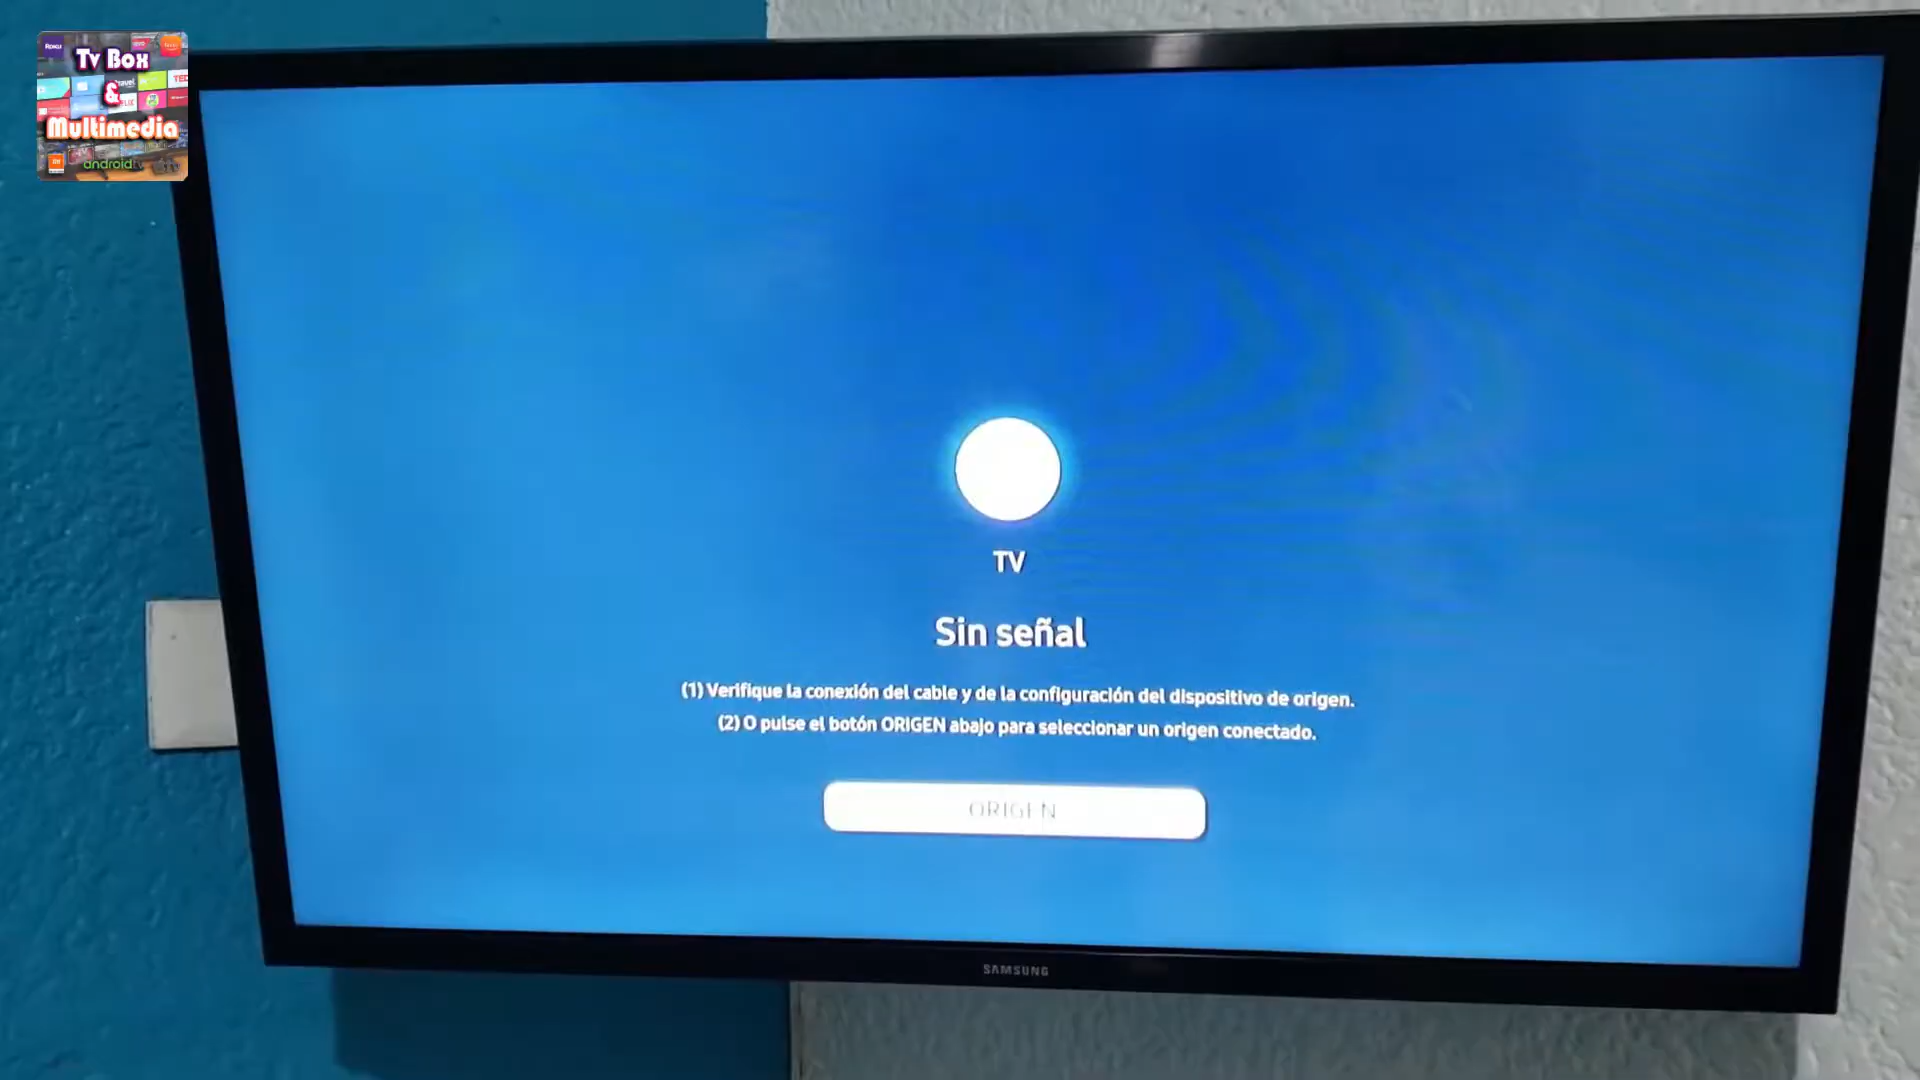 Tv Box
&
Multimedia
androidtv
TV
Sin señal
(1) Verifique la conexión del cable y de la configuración del dispositivo de origen.
(2) O pulse el botón ORIGEN abajo para seleccionar un origen conectado.
ORIGEN
SAMSUNG